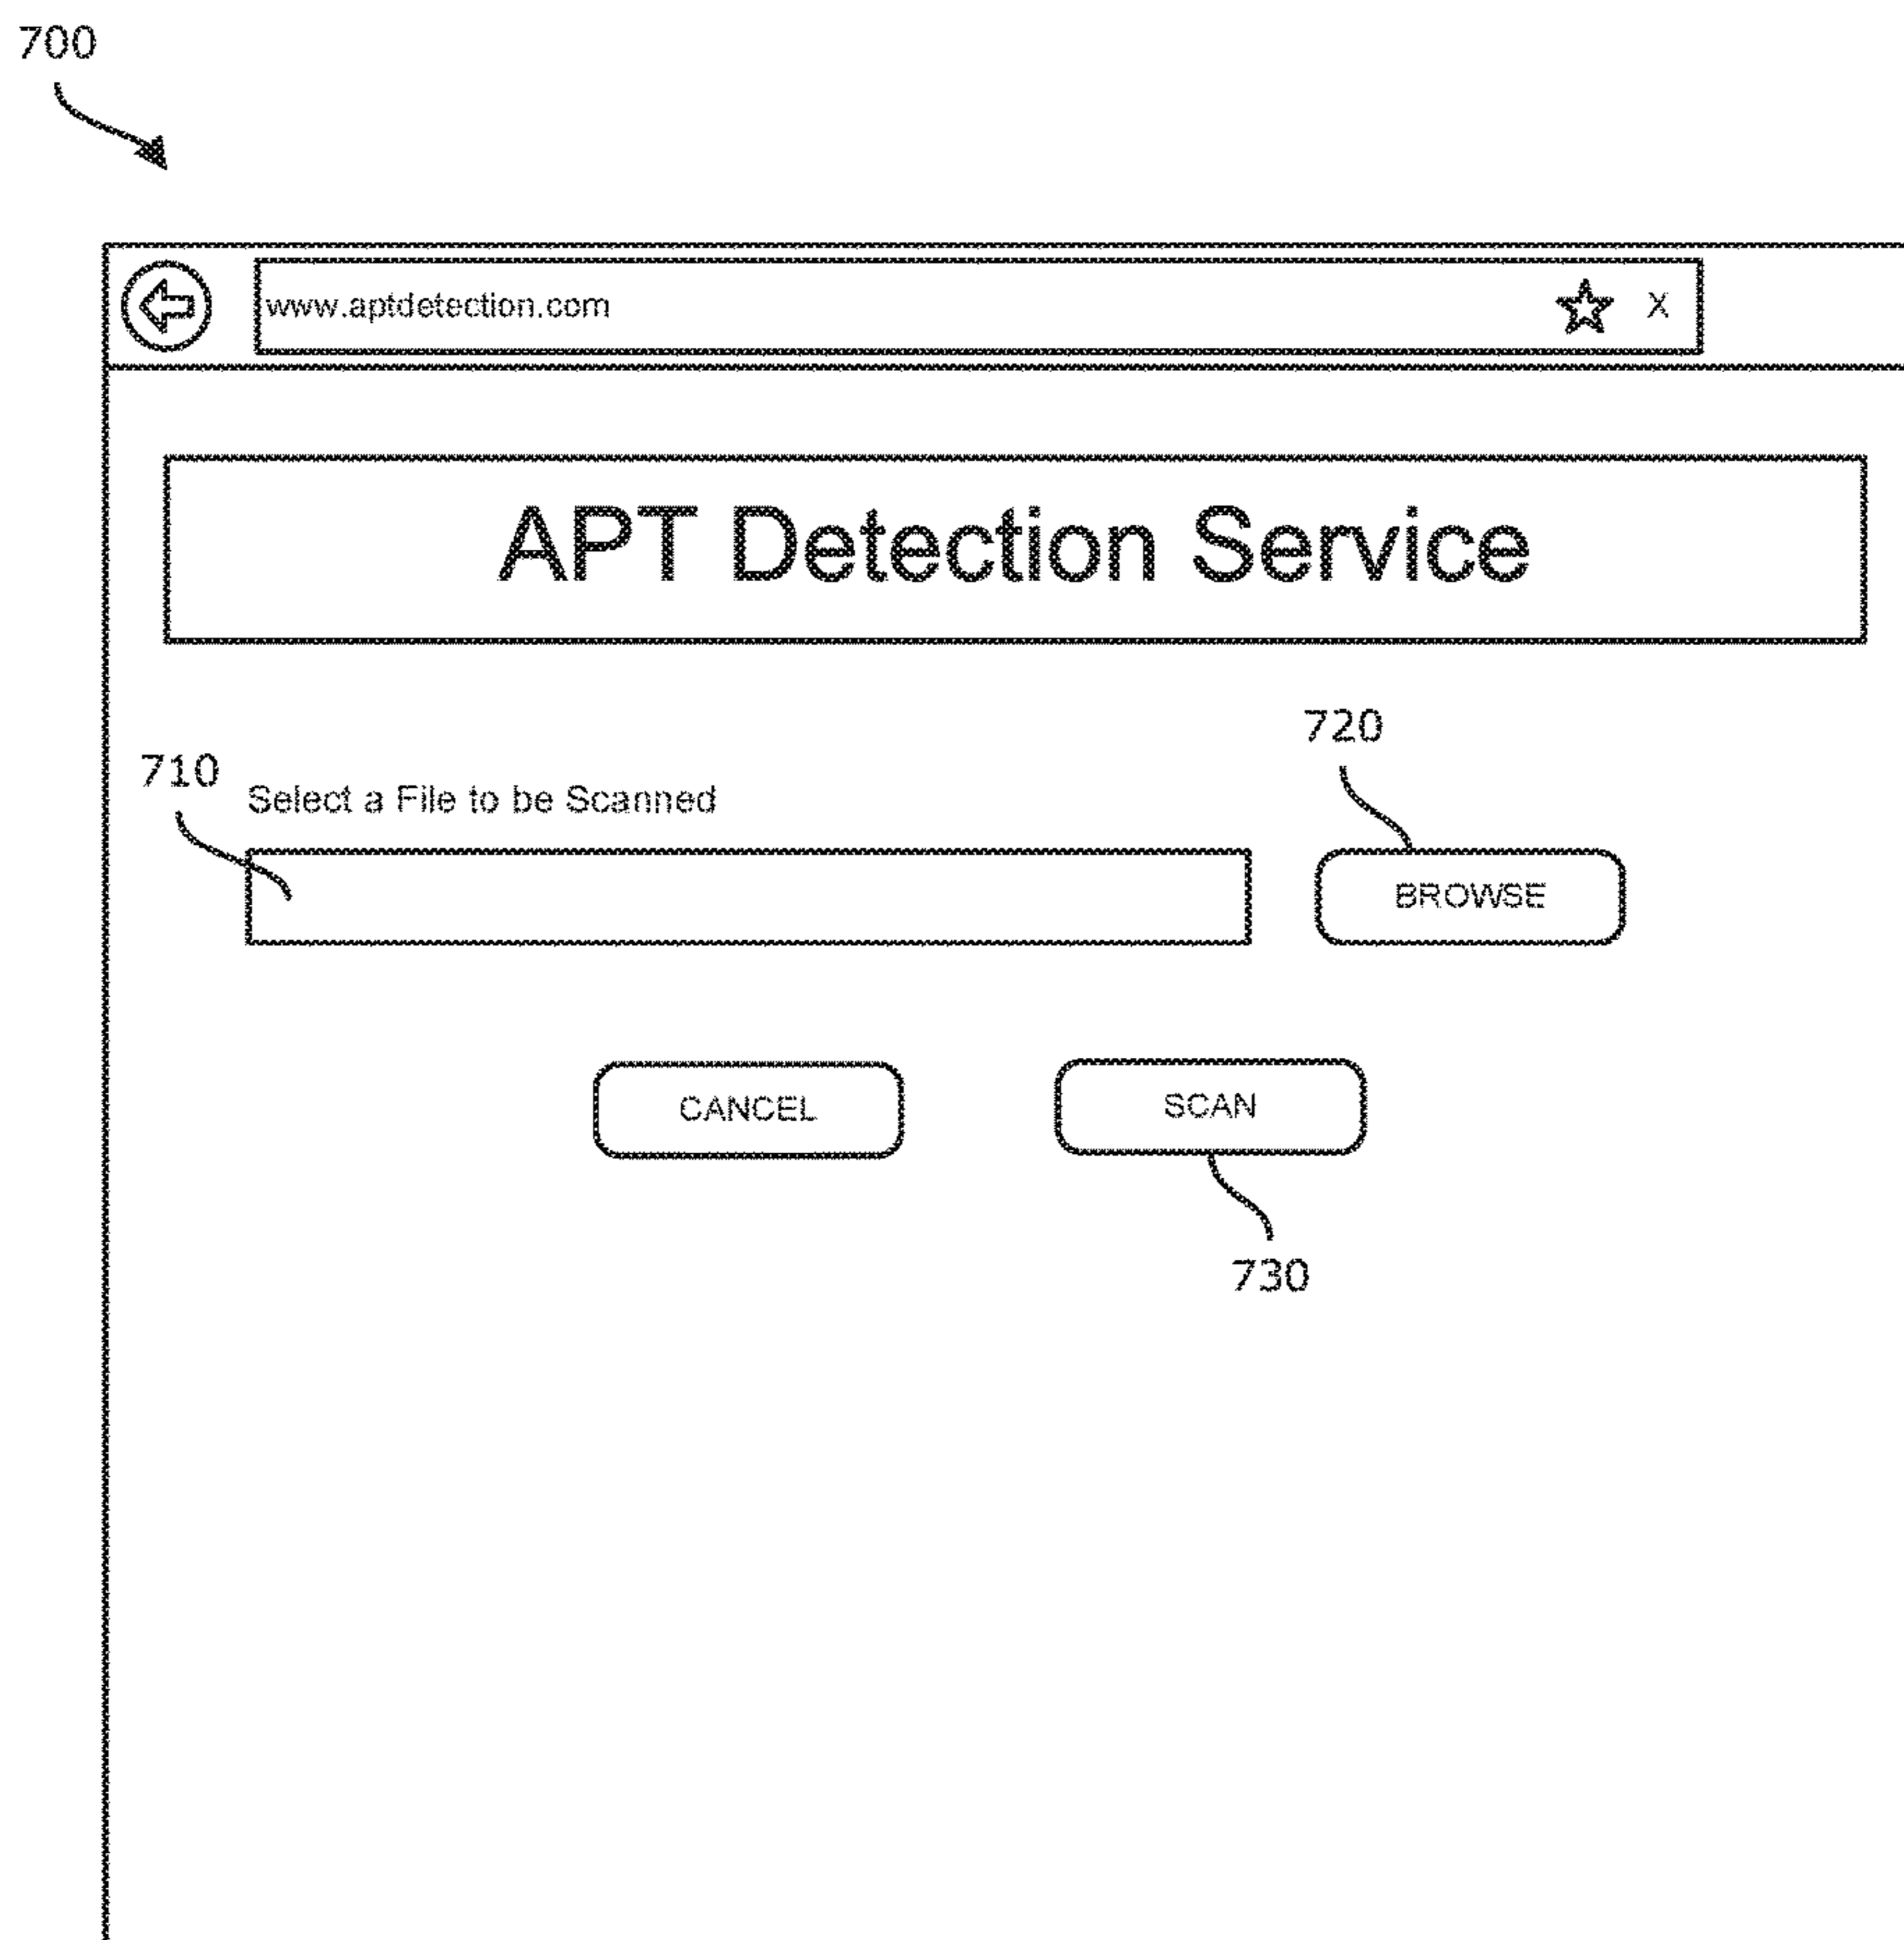 700
www.aptdetection.com X
APT Detection Service
720
710
Select a File to be Scanned
BROWSE
CANCEL SCAN
730